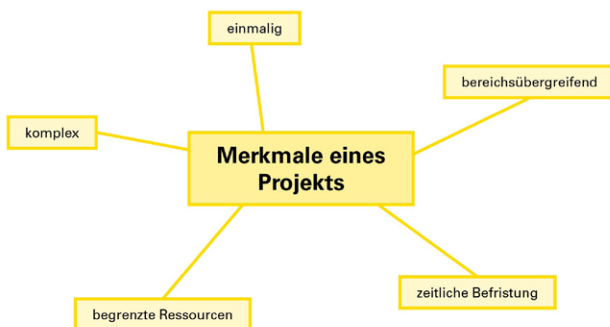 einmalig
bereichsübergreifend
komplex
Merkmale eines
Projekts
zeitliche Befristung
begrenzte Ressourcen